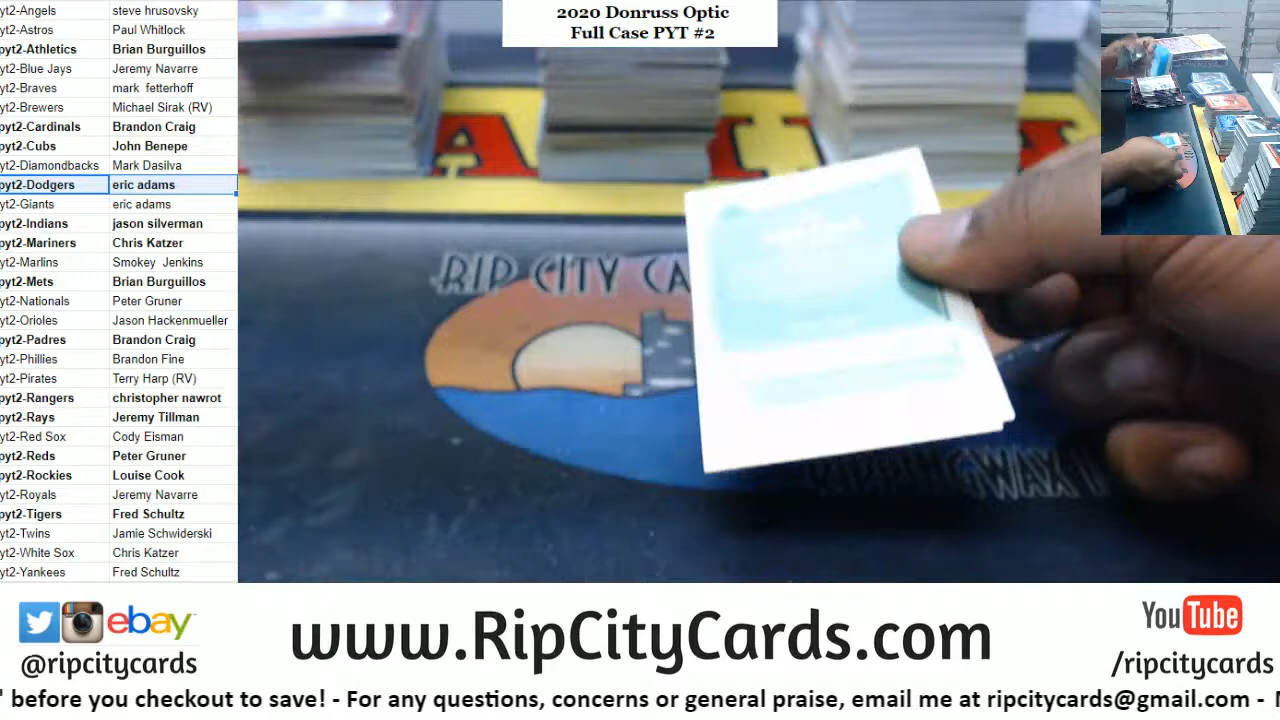 2020 Donruss Optic
Full Case PYT #2
yt2-Angels steve hrusovsky
yt2-Astros Paul Whitlock
pyt2-Athletics Brian Burguillos
yt2-Blue Jays Jeremy Navarre
yt2-Braves mark fetterhoff
yt2-Brewers Michael Sirak (RV)
pyt2-Cardinals Brandon Craig
pyt2-Cubs John Benepe
yt2-Diamondbacks Mark Dasilva
pyt2-Dodgers eric adams
yt2-Giants eric adams
pyt2-Indians jason silverman
pyt2-Mariners Chris Katzer
yt2-Marlins Smokey Jenkins
pyt2-Mets Brian Burguillos
yt2-Nationals Peter Gruner
yt2-Orioles Jason Hackenmueller
pyt2-Padres Brandon Craig
yt2-Phillies Brandon Fine
yt2-Pirates Terry Harp (RV)
pyt2-Rangers christopher nawrot
pyt2-Rays Jeremy Tillman
yt2-Red Sox Cody Eisman
pyt2-Reds Peter Gruner
pyt2-Rockies Louise Cook
yt2-Royals Jeremy Navarre
pyt2-Tigers Fred Schultz
yt2-Twins Jamie Schwiderski
yt2-White Sox Chris Katzer
yt2-Yankees Fred Schultz
RIP CITY CA
RIPPING WAX
ebay
@ripcitycards
www.RipCityCards.com
YouTube
/ripcitycards
" before you checkout to save! - For any questions, concerns or general praise, email me at ripcitycards@gmail.com -